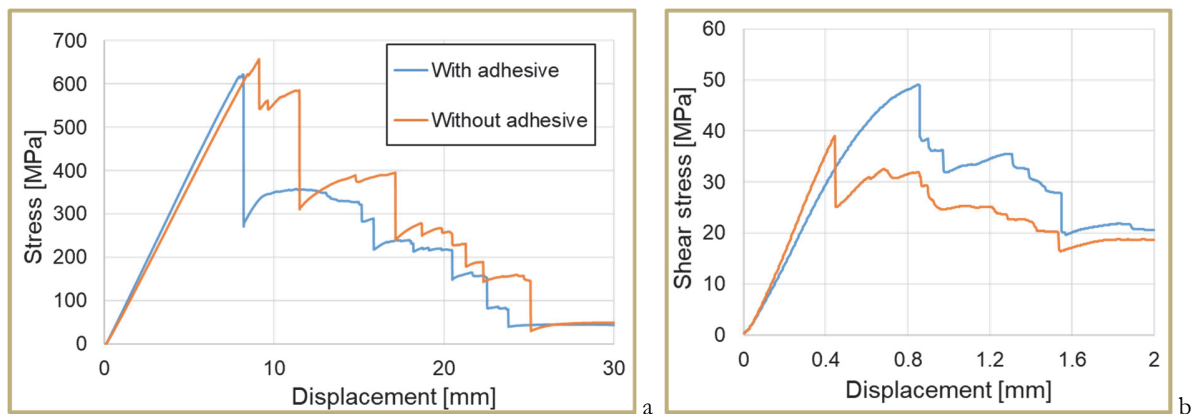 Stress [MPa]
700
600
500
400
300
200
100
0
0 10 20 30
Displacement [mm]
With adhesive
Without adhesive
a
Shear stress [MPa]
60
50
40
30
20
10
0
0 0.4 0.8 1.2 1.6 2
Displacement [mm]
b